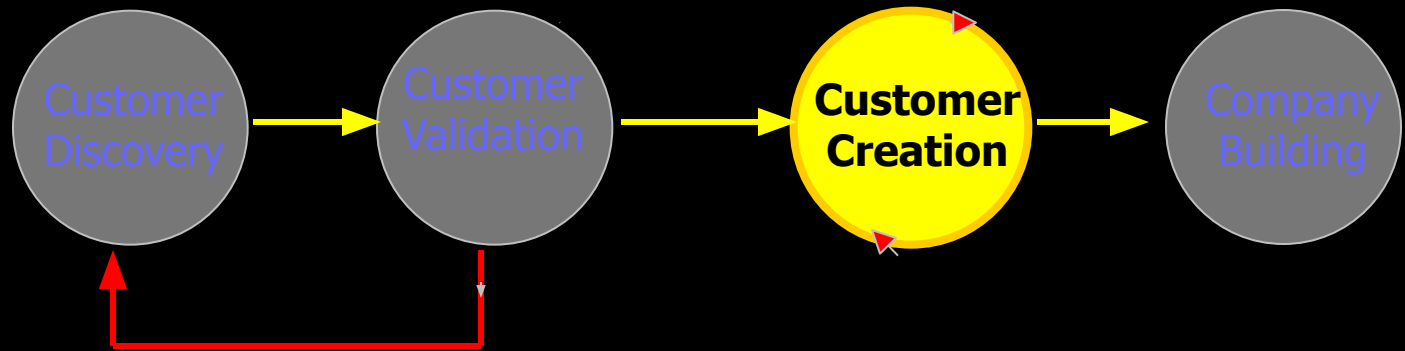 Customer
Discovery
Customer
Validation
Customer
Creation
Company
Building